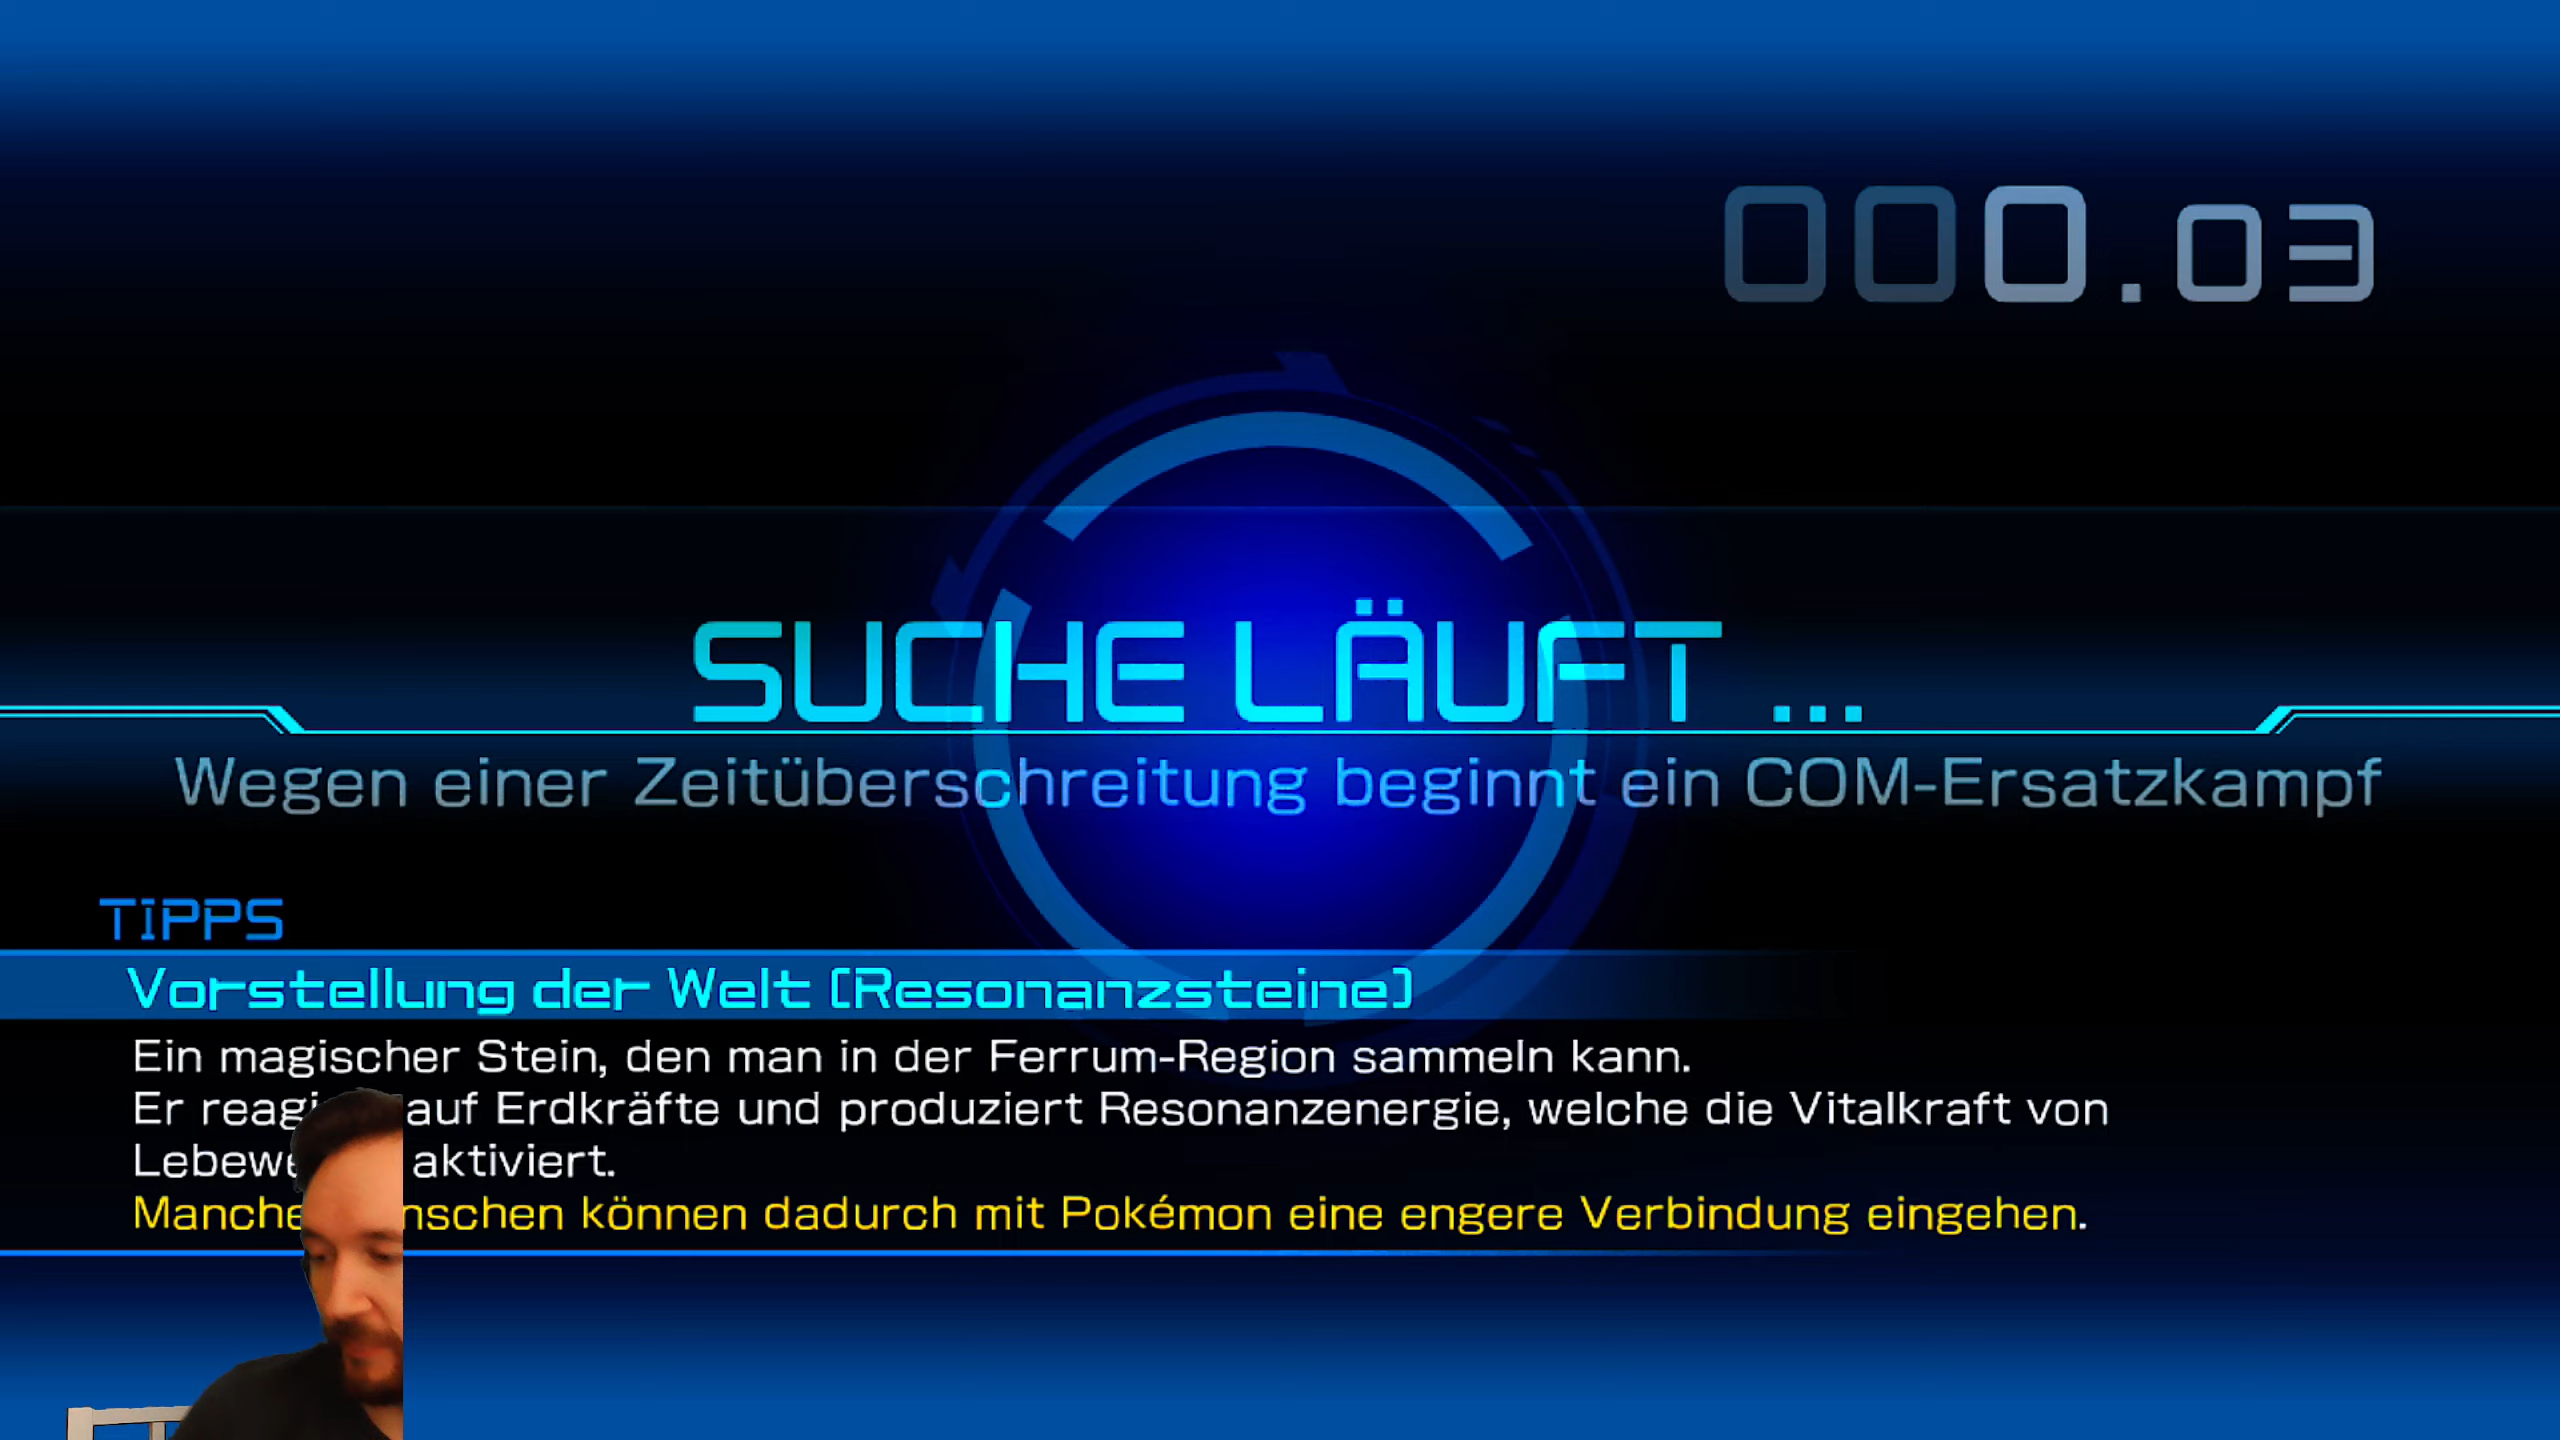 000.03
SUCHE LÄUFT ...
Wegen einer Zeitüberschreitung beginnt ein COM-Ersatzkampf
TIPPS
Vorstellung der Welt (Resonanzsteine)
Ein magischer Stein, den man in der Ferrum-Region sammeln kann.
Er auf Erdkräfte und produziert Resonanzenergie, welche die Vitalkraft von
aktiviert.
können dadurch mit Pokémon eine engere Verbindung eingehen.